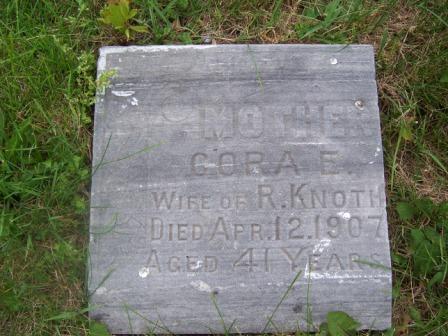 MOTHER
CORA E.
WIFE OF R. KNOTH
DIED APR. 12. 1907
AGED 41 YEARS